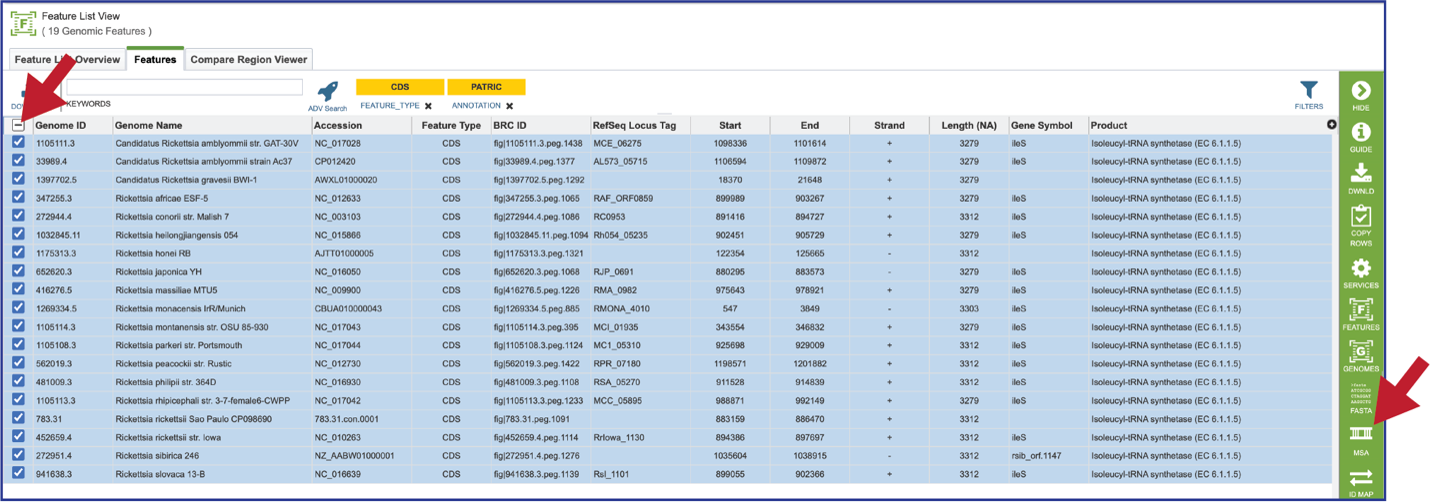 F Feature List View
( 19 Genomic Features )
Feature Li Overview Features Compare Region Viewer
KEYWORDS ADV Search CDS FEATURE_TYPE ✖ PATRIC ANNOTATION ✖ FILTERS
Genome ID Genome Name Accession Feature Type BRC ID RefSeq Locus Tag Start End Strand Length (NA) Gene Symbol Product
1105111.3 Candidatus Rickettsia amblyommii str. GAT-30V NC_017028 CDS fig|1105111.3.peg.1438 MCE_06275 1098336 1101614 + 3279 ileS Isoleucyl-tRNA synthetase (EC 6.1.1.5)
33989.4 Candidatus Rickettsia amblyommii strain Ac37 CP012420 CDS fig|33989.4.peg.1377 AL573_05715 1106594 1109872 + 3279 ileS Isoleucyl-tRNA synthetase (EC 6.1.1.5)
1397702.5 Candidatus Rickettsia gravesii BWI-1 AWXL01000020 CDS fig|1397702.5.peg.1292 18370 21648 + 3279 Isoleucyl-tRNA synthetase (EC 6.1.1.5)
347255.3 Rickettsia africae ESF-5 NC_012633 CDS fig|347255.3.peg.1065 RAF_ORF0859 899989 903267 + 3279 ileS Isoleucyl-tRNA synthetase (EC 6.1.1.5)
272944.4 Rickettsia conorii str. Malish 7 NC_003103 CDS fig|272944.4.peg.1086 RC0953 891416 894727 + 3312 ileS Isoleucyl-tRNA synthetase (EC 6.1.1.5)
1032845.11 Rickettsia heilongjiangensis 054 NC_015866 CDS fig|1032845.11.peg.1094 Rh054_05235 902451 905729 + 3279 ileS Isoleucyl-tRNA synthetase (EC 6.1.1.5)
1175313.3 Rickettsia honei RB AJTT01000005 CDS fig|1175313.3.peg.1321 122354 125665 - 3312 Isoleucyl-tRNA synthetase (EC 6.1.1.5)
652620.3 Rickettsia japonica YH NC_016050 CDS fig|652620.3.peg.1068 RJP_0691 880295 883573 - 3279 ileS Isoleucyl-tRNA synthetase (EC 6.1.1.5)
416276.5 Rickettsia massiliae MTU5 NC_009900 CDS fig|416276.5.peg.1226 RMA_0982 975643 978921 + 3279 ileS Isoleucyl-tRNA synthetase (EC 6.1.1.5)
1269334.5 Rickettsia monacensis IrR/Munich CBUA010000043 CDS fig|1269334.5.peg.885 RMONA_4010 547 3849 - 3303 ileS Isoleucyl-tRNA synthetase (EC 6.1.1.5)
1105114.3 Rickettsia montanensis str. OSU 85-930 NC_017043 CDS fig|1105114.3.peg.395 MCI_01935 343554 346832 + 3279 ileS Isoleucyl-tRNA synthetase (EC 6.1.1.5)
1105108.3 Rickettsia parkeri str. Portsmouth NC_017044 CDS fig|1105108.3.peg.1124 MC1_05310 925698 929009 + 3312 ileS Isoleucyl-tRNA synthetase (EC 6.1.1.5)
562019.3 Rickettsia peacockii str. Rustic NC_012730 CDS fig|562019.3.peg.1422 RPR_07180 1198571 1201882 + 3312 ileS Isoleucyl-tRNA synthetase (EC 6.1.1.5)
481009.3 Rickettsia philipii str. 364D NC_016930 CDS fig|481009.3.peg.1108 RSA_05270 911528 914839 + 3312 ileS Isoleucyl-tRNA synthetase (EC 6.1.1.5)
1105113.3 Rickettsia rhipicephali str. 3-7-female6-CWPP NC_017042 CDS fig|1105113.3.peg.1233 MCC_05895 988871 992149 + 3279 ileS Isoleucyl-tRNA synthetase (EC 6.1.1.5)
783.31 Rickettsia rickettsii Sao Paulo CP098690 783.31.con.0001 CDS fig|783.31.peg.1091 883159 886470 + 3312 Isoleucyl-tRNA synthetase (EC 6.1.1.5)
452659.4 Rickettsia rickettsii str. Iowa NC_010263 CDS fig|452659.4.peg.1114 RrIowa_1130 894386 897697 + 3312 ileS Isoleucyl-tRNA synthetase (EC 6.1.1.5)
272951.4 Rickettsia sibirica 246 NZ_AABW01000001 CDS fig|272951.4.peg.1276 1035604 1038915 - 3312 rsib_orf.1147 Isoleucyl-tRNA synthetase (EC 6.1.1.5)
941638.3 Rickettsia slovaca 13-B NC_016639 CDS fig|941638.3.peg.1139 Rsl_1101 899055 902366 + 3312 ileS Isoleucyl-tRNA synthetase (EC 6.1.1.5)
HIDE
GUIDE
DWNLD
COPY
ROWS
SERVICES
F
FEATURES
G
GENOMES
FASTA
MSA
ID MAP